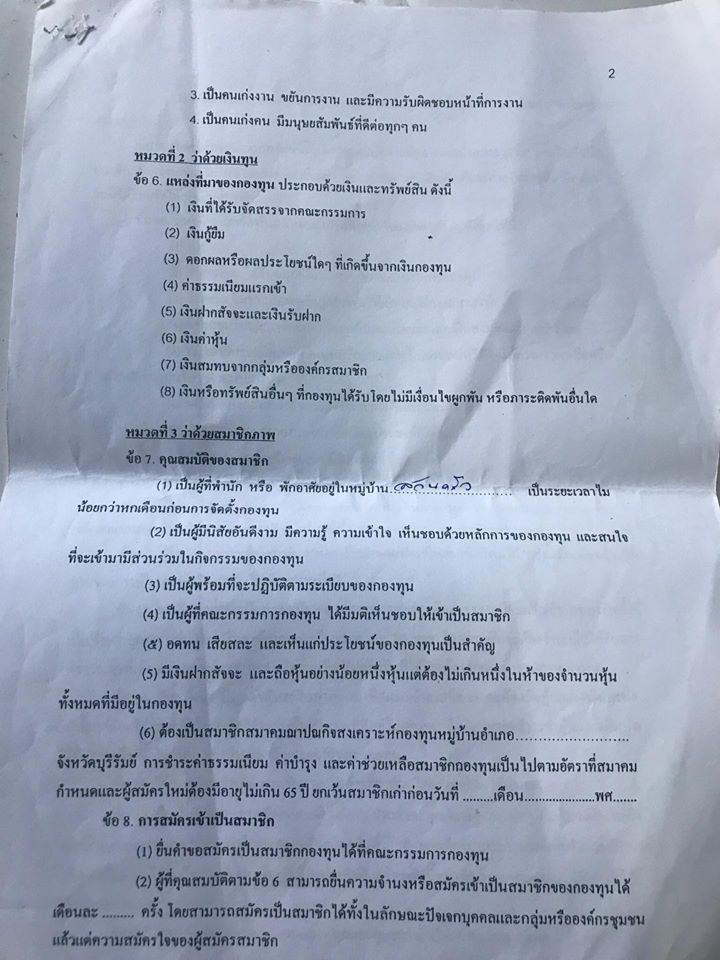 2
3. เป็นคนเก่งงาน ขยันการงาน และมีความรับผิดชอบหน้าที่การงาน
4. เป็นคนเก่งคน มีมนุษยสัมพันธ์ที่ดีต่อทุกๆ คน
หมวดที่ 2 ว่าด้วยเงินทุน
ข้อ 6. แหล่งที่มาของกองทุน ประกอบด้วยเงินและทรัพย์สิน ดังนี้
(1) เงินที่ได้รับจัดสรรจากคณะกรรมการ
(2) เงินกู้ยืม
(3) ดอกผลหรือผลประโยชน์ใดๆ ที่เกิดขึ้นจากเงินกองทุน
(4) ค่าธรรมเนียมแรกเข้า
(5) เงินฝากสัจจะและเงินรับฝาก
(6) เงินค่าหุ้น
(7) เงินสมทบจากกลุ่มหรือองค์กรสมาชิก
(8) เงินหรือทรัพย์สินอื่นๆ ที่กองทุนได้รับโดยไม่มีเงื่อนไขผูกพัน หรือภาระติดพันอื่นใด
หมวดที่ 3 ว่าด้วยสมาชิกภาพ
ข้อ 7. คุณสมบัติของสมาชิก
(1) เป็นผู้ที่พำนัก หรือ พักอาศัยอยู่ในหมู่บ้าน.................... เป็นระยะเวลาไม่
น้อยกว่าหกเดือนก่อนการจัดตั้งกองทุน
(2) เป็นผู้มีนิสัยอันดีงาม มีความรู้ ความเข้าใจ เห็นชอบด้วยหลักการของกองทุน และสนใจ
ที่จะเข้ามามีส่วนร่วมในกิจกรรมของกองทุน
(3) เป็นผู้พร้อมที่จะปฏิบัติตามระเบียบของกองทุน
(4) เป็นผู้ที่คณะกรรมการกองทุน ได้มีมติเห็นชอบให้เข้าเป็นสมาชิก
(๕) อดทน เสียสละ และเห็นแก่ประโยชน์ของกองทุนเป็นสำคัญ
(5) มีเงินฝากสัจจะ และถือหุ้นอย่างน้อยหนึ่งหุ้นแต่ต้องไม่เกินหนึ่งในห้าของจำนวนหุ้น
ทั้งหมดที่มีอยู่ในกองทุน
(6) ต้องเป็นสมาชิกสมาคมฌาปณกิจสงเคราะห์กองทุนหมู่บ้านอำเภอ.........................
จังหวัดบุรีรัมย์ การชำระค่าธรรมเนียม ค่าบำรุง และค่าช่วยเหลือสมาชิกกองทุนเป็นไปตามอัตราที่สมาคม
กำหนดและผู้สมัครใหม่ต้องมีอายุไม่เกิน 65 ปี ยกเว้นสมาชิกเก่าก่อนวันที่ .........เดือน......................พศ.......
ข้อ 8. การสมัครเข้าเป็นสมาชิก
(1) ยื่นคำขอสมัครเป็นสมาชิกกองทุนได้ที่คณะกรรมการกองทุน
(2) ผู้ที่คุณสมบัติตามข้อ 6 สามารถยื่นความจำนงหรือสมัครเข้าเป็นสมาชิกของกองทุนได้
เดือนละ ......... ครั้ง โดยสามารถสมัครเป็นสมาชิกได้ทั้งในลักษณะปัจเจกบุคคลและกลุ่มหรือองค์กรชุมชน
แล้วแต่ความสมัครใจของผู้สมัครสมาชิก